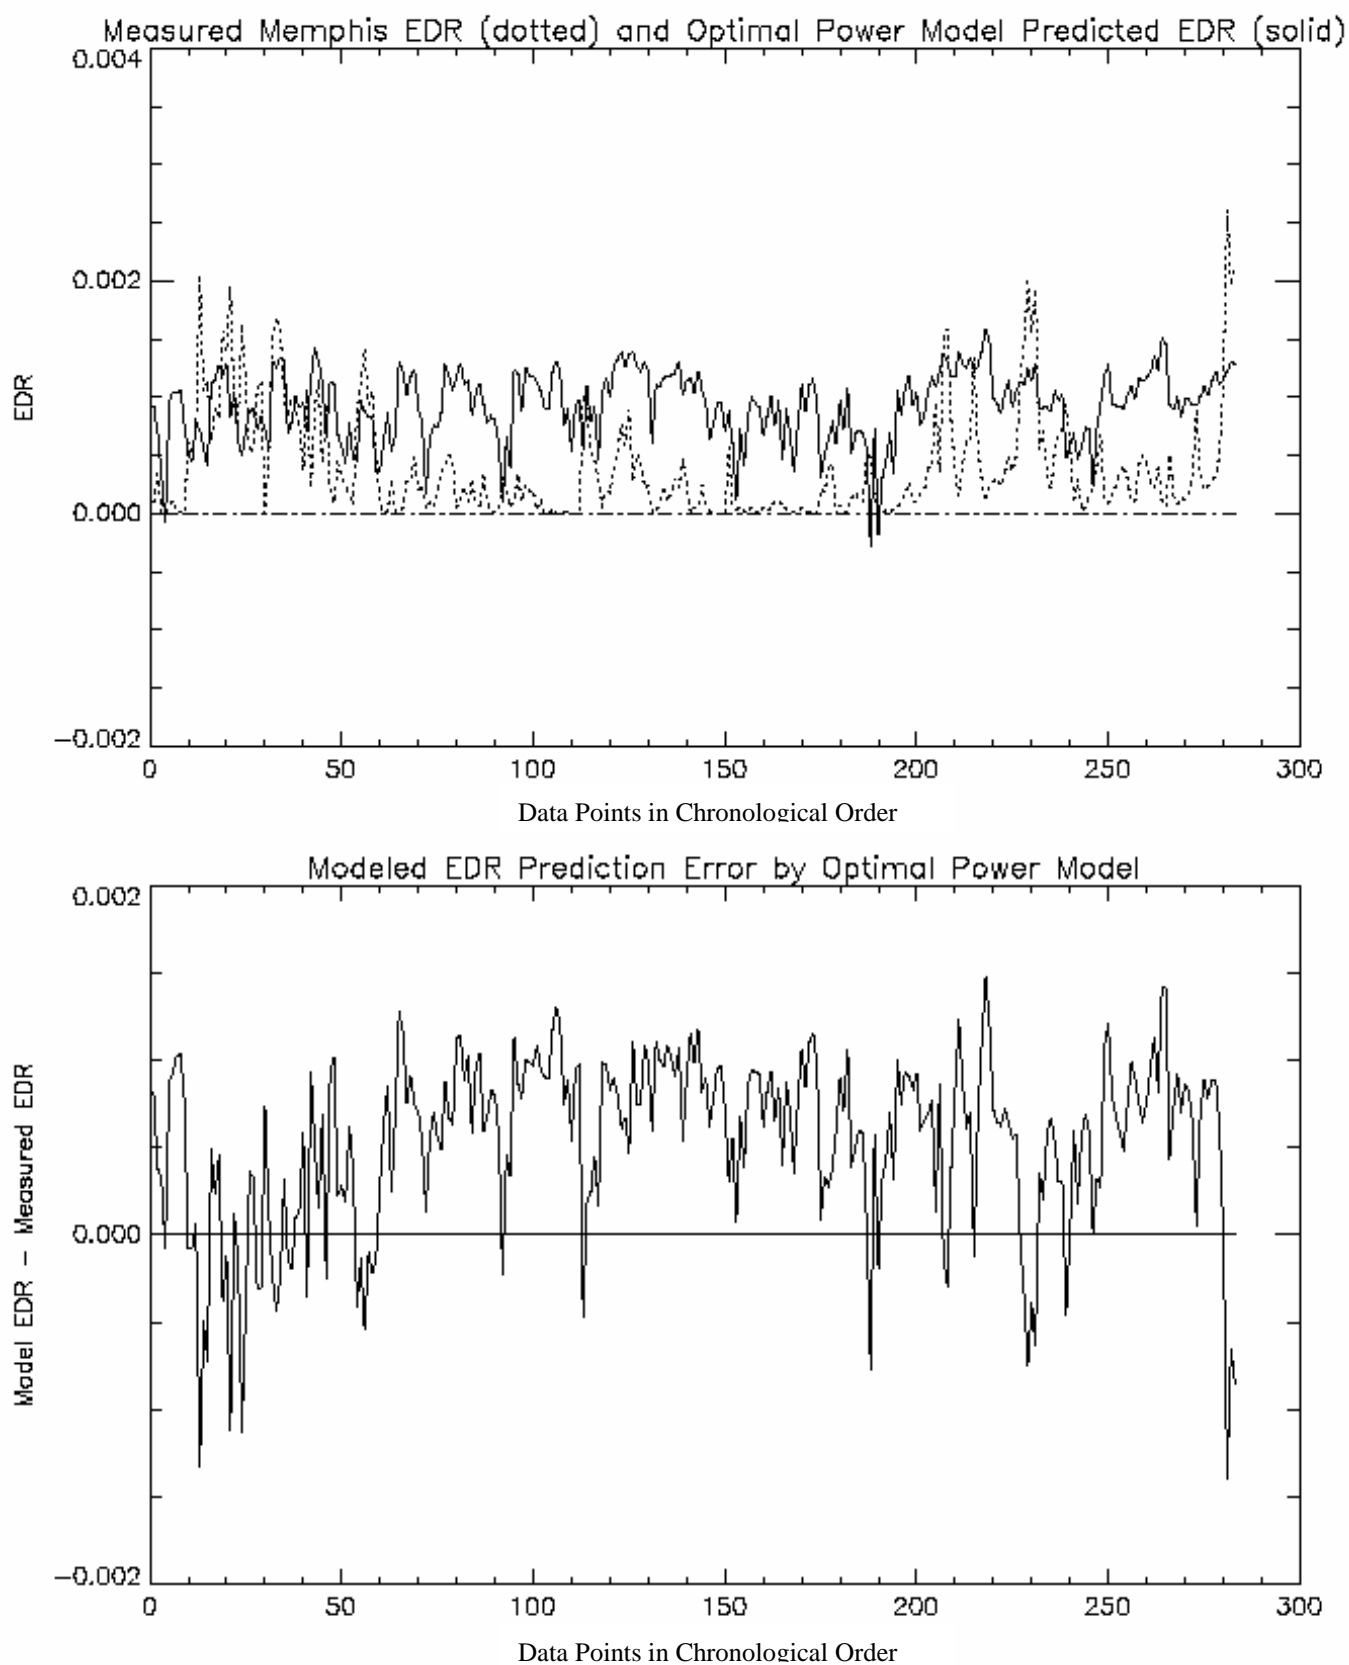 Measured Memphis EDR (dotted) and Optimal Power Model Predicted EDR (solid)
0.004
0.002
0.000
-0.002
EDR
0 50 100 150 200 250 300
Data Points in Chronological Order
Modeled EDR Prediction Error by Optimal Power Model
0.002
0.000
-0.002
Model EDR - Measured EDR
0 50 100 150 200 250 300
Data Points in Chronological Order